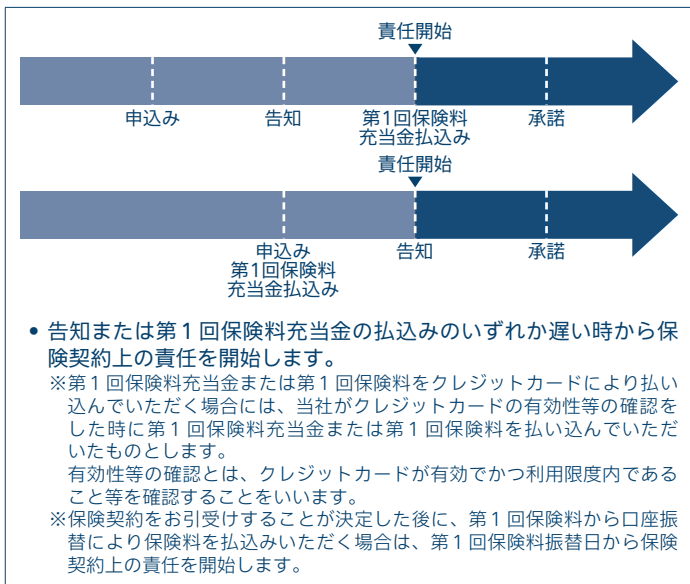 責任開始
申込み 告知 第1回保険料 承諾
充当金払込み
責任開始
申込み 告知 承諾
第1回保険料
充当金払込み
• 告知または第1回保険料充当金の払込みのいずれか遅い時から保
険契約上の責任を開始します。
※第1回保険料充当金または第1回保険料をクレジットカードにより払い
込んでいただく場合には、当社がクレジットカードの有効性等の確認を
した時に第1回保険料充当金または第1回保険料を払い込んでいただ
いたものとします。
有効性等の確認とは、クレジットカードが有効でかつ利用限度内である
こと等を確認することをいいます。
※保険契約をお引受けすることが決定した後に、第1回保険料から口座振
替により保険料を払込みいただく場合は、第1回保険料振替日から保険
契約上の責任を開始します。